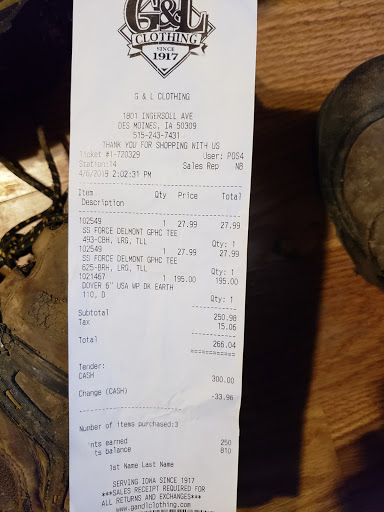 G&L
CLOTHING
SINCE
1917
G & L CLOTHING
1801 INGERSOLL AVE
DES MOINES, IA 50309
515-243-7431
THANK YOU FOR SHOPPING WITH US
Ticket #1-720329 User: POS4
Station:14 Sales Rep NB
4/6/2019 2:02:31 PM
Item Qty Price Total
Description
102549 1 27.99 27.99
SS FORCE DELMONT GPHC TEE
493-CBH, LRG, TLL Qty: 1
102549 1 27.99 27.99
SS FORCE DELMONT GPHC TEE
625-BRH, LRG, TLL Qty: 1
1021467 1 195.00 195.00
DOVER 6" USA WP DK EARTH
110, D Qty: 1
Subtotal 250.98
Tax 15.06
Total 266.04
Tender:
CASH 300.00
Change (CASH) -33.96
Number of items purchased:3
nts earned 250
ts balance 810
1st Name Last Name
SERVING IOWA SINCE 1917
***SALES RECEIPT REQUIRED FOR
ALL RETURNS AND EXCHANGES***
www.gandlclothing.com